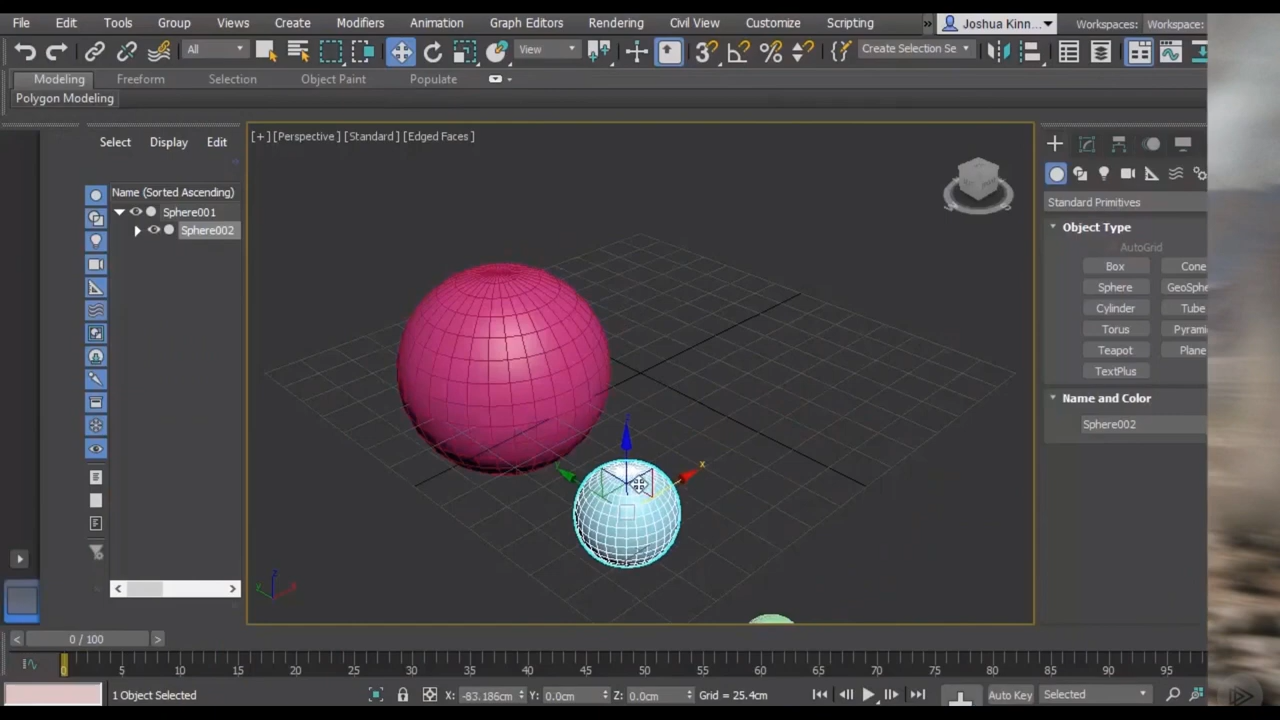 File Edit Tools Group Views Create Modifiers Animation Graph Editors Rendering Civil View Customize Scripting » Joshua Kinn... Workspaces: Workspace:
All View Create Selection Se
Modeling Freeform Selection Object Paint Populate
Polygon Modeling
Select Display Edit
[+] [Perspective] [Standard] [Edged Faces]
Name (Sorted Ascending)
Sphere001
Sphere002
Standard Primitives
Object Type
AutoGrid
Box Cone
Sphere GeoSphe
Cylinder Tube
Torus Pyrami
Teapot Plane
TextPlus
Name and Color
Sphere002
x
z
< 0 / 100 >
0 5 10 15 20 25 30 35 40 45 50 55 60 65 70 75 80 85 90 95
1 Object Selected X: -83.186cm Y: 0.0cm Z: 0.0cm Grid = 25.4cm Auto Key Selected